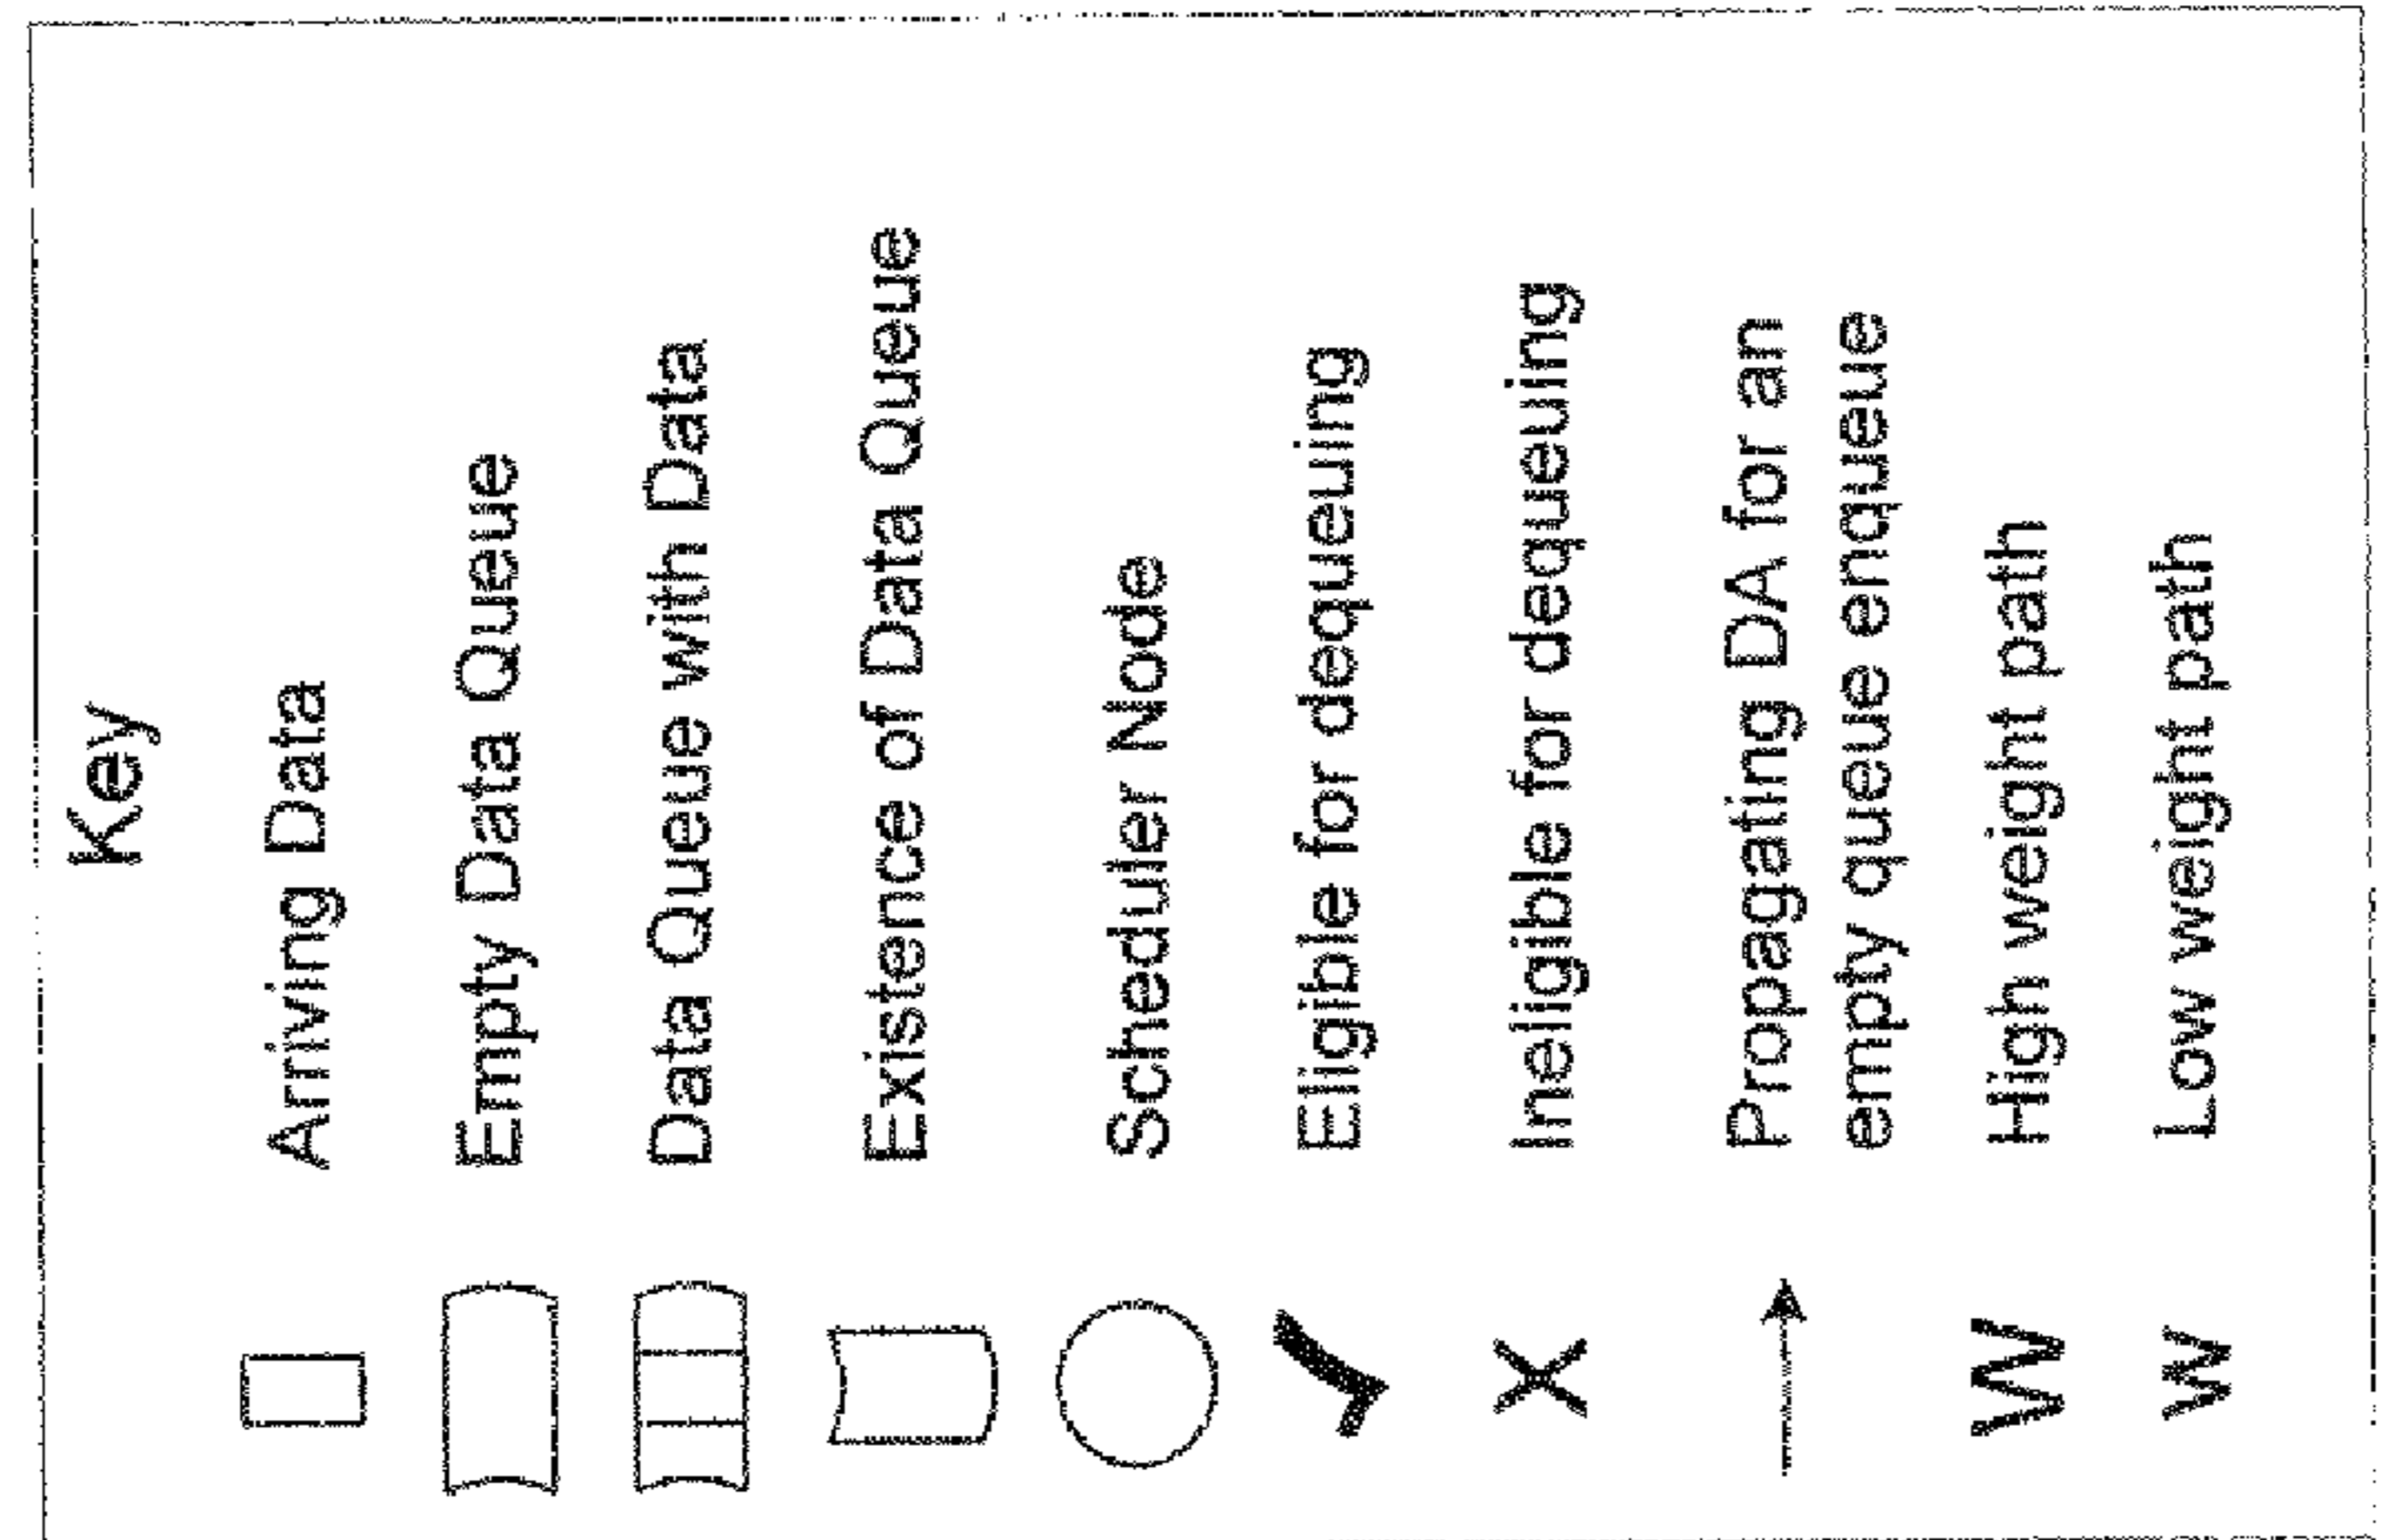 Key
Arriving Data
Empty Data Queue
Data Queue with Data
Existence of Data Queue
Scheduler Node
Eligible for dequeuing
Ineligible for dequeuing
Propagating DA for an
empty queue enqueue
W High weight path
w Low weight path